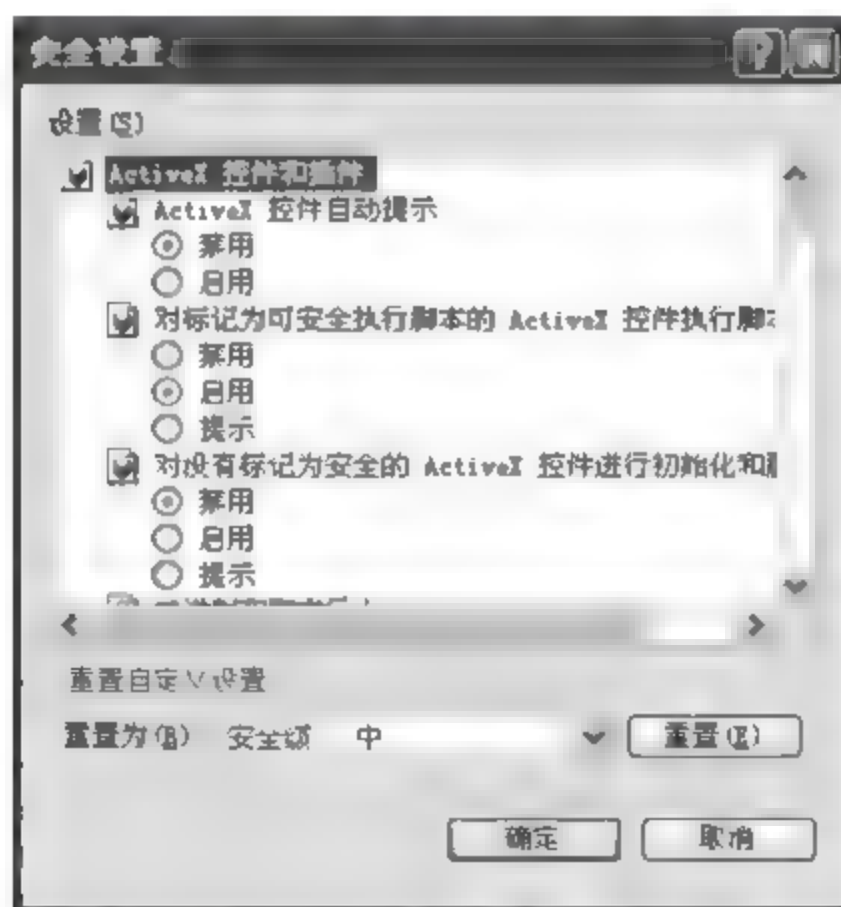 安全设置
设置(S)
ActiveX 控件和插件
ActiveX 控件自动提示
禁用
启用
对标记为可安全执行脚本的 ActiveX 控件执行脚
禁用
启用
提示
对没有标记为安全的 ActiveX 控件进行初始化和
禁用
启用
提示
重置自定义设置
重置为(R) 安全级 中 重置(E)
确定 取消